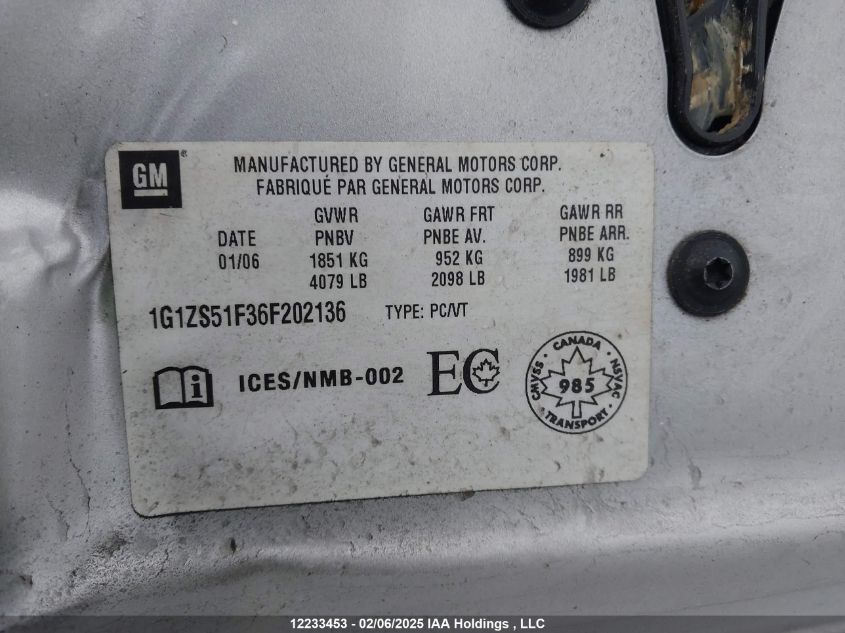 GM ®
MANUFACTURED BY GENERAL MOTORS CORP.
FABRIQUÉ PAR GENERAL MOTORS CORP.
GVWR GAWR FRT GAWR RR
DATE PNBV PNBE AV. PNBE ARR.
01/06 1851 KG 952 KG 899 KG
4079 LB 2098 LB 1981 LB
1G1ZS51F36F202136 TYPE: PC/VT
i ICES/NMB-002 EC
CANADA
CMVSS 985 NSVAC
TRANSPORT
12233453 - 02/06/2025 IAA Holdings , LLC